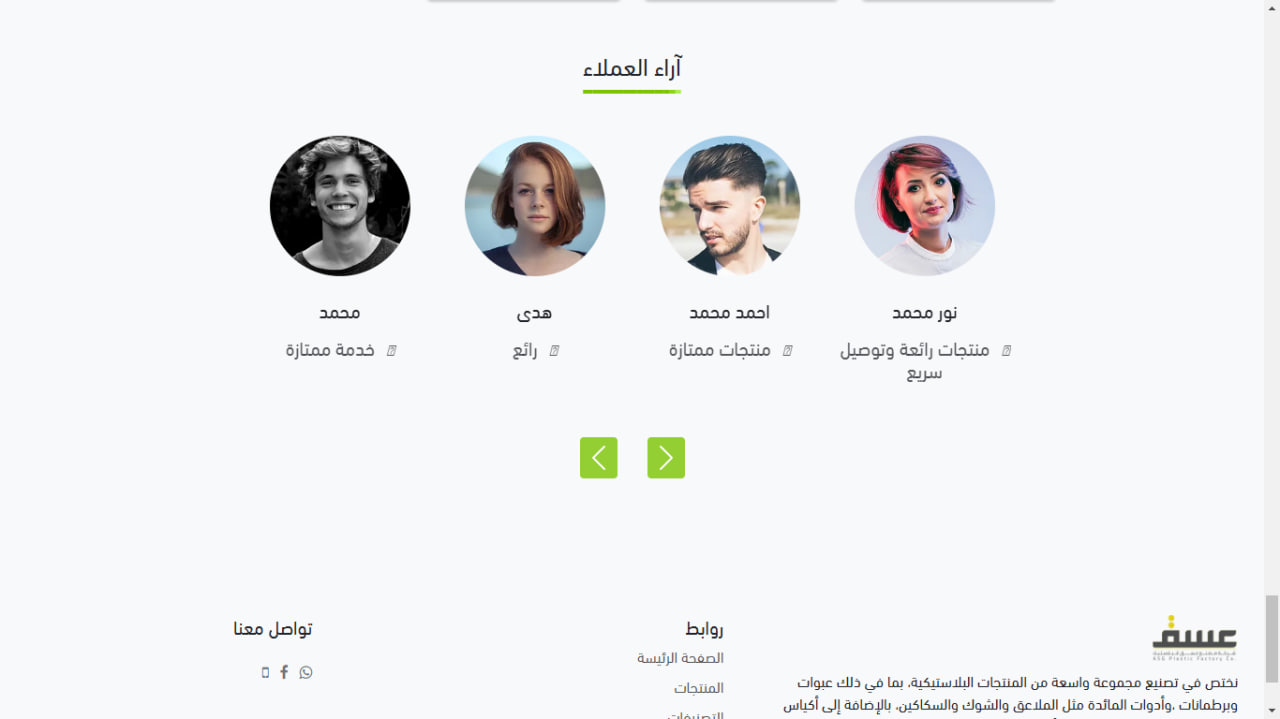 آراء العملاء
نور محمد
منتجات رائعة وتوصيل
سريع
احمد محمد
منتجات ممتازة
هدى
رائع
محمد
خدمة ممتازة
عسق
ASG Plastic Factory Co.
نختص في تصنيع مجموعة واسعة من المنتجات البلاستيكية، بما في ذلك عبوات
وبرطمانات ،وأدوات المائدة مثل الملاعق والشوك والسكاكين، بالإضافة إلى أكياس
روابط
الصفحة الرئيسة
المنتجات
التصنيفات
تواصل معنا